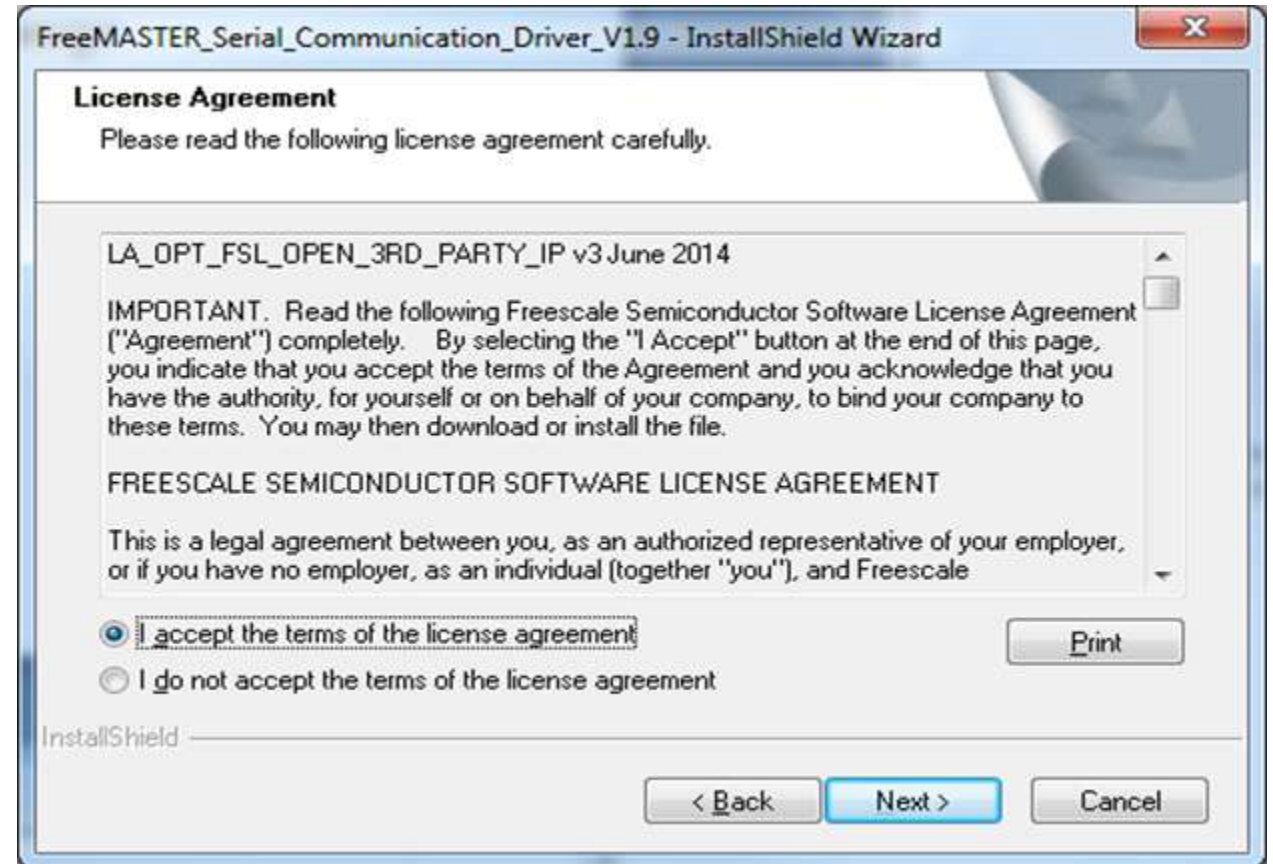 FreeMASTER_Serial_Communication_Driver_V1.9 - InstallShield Wizard
License Agreement
Please read the following license agreement carefully.
LA_OPT_FSL_OPEN_3RD_PARTY_IP v3 June 2014
IMPORTANT.  Read the following Freescale Semiconductor Software License Agreement
("Agreement") completely.    By selecting the "I Accept" button at the end of this page,
you indicate that you accept the terms of the Agreement and you acknowledge that you
have the authority, for yourself or on behalf of your company, to bind your company to
these terms.  You may then download or install the file.
FREESCALE SEMICONDUCTOR SOFTWARE LICENSE AGREEMENT
This is a legal agreement between you, as an authorized representative of your employer,
or if you have no employer, as an individual (together "you"), and Freescale
I accept the terms of the license agreement
Print
I do not accept the terms of the license agreement
InstallShield
< Back
Next >
Cancel